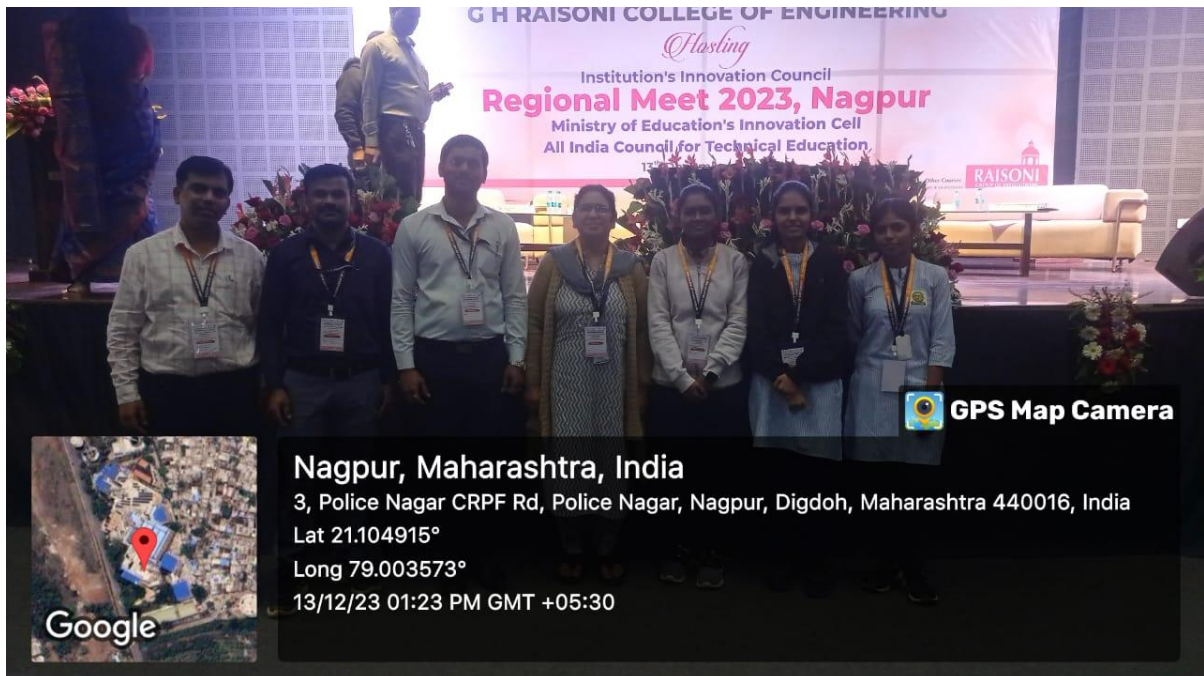 G H RAISONI COLLEGE OF ENGINEERING
Hosting
Institution's Innovation Council
Regional Meet 2023, Nagpur
Ministry of Education's Innovation Cell
All India Council for Technical Education
13
RAISONI
GPS Map Camera
Nagpur, Maharashtra, India
3, Police Nagar CRPF Rd, Police Nagar, Nagpur, Digdoh, Maharashtra 440016, India
Lat 21.104915°
Long 79.003573°
13/12/23 01:23 PM GMT +05:30
Google